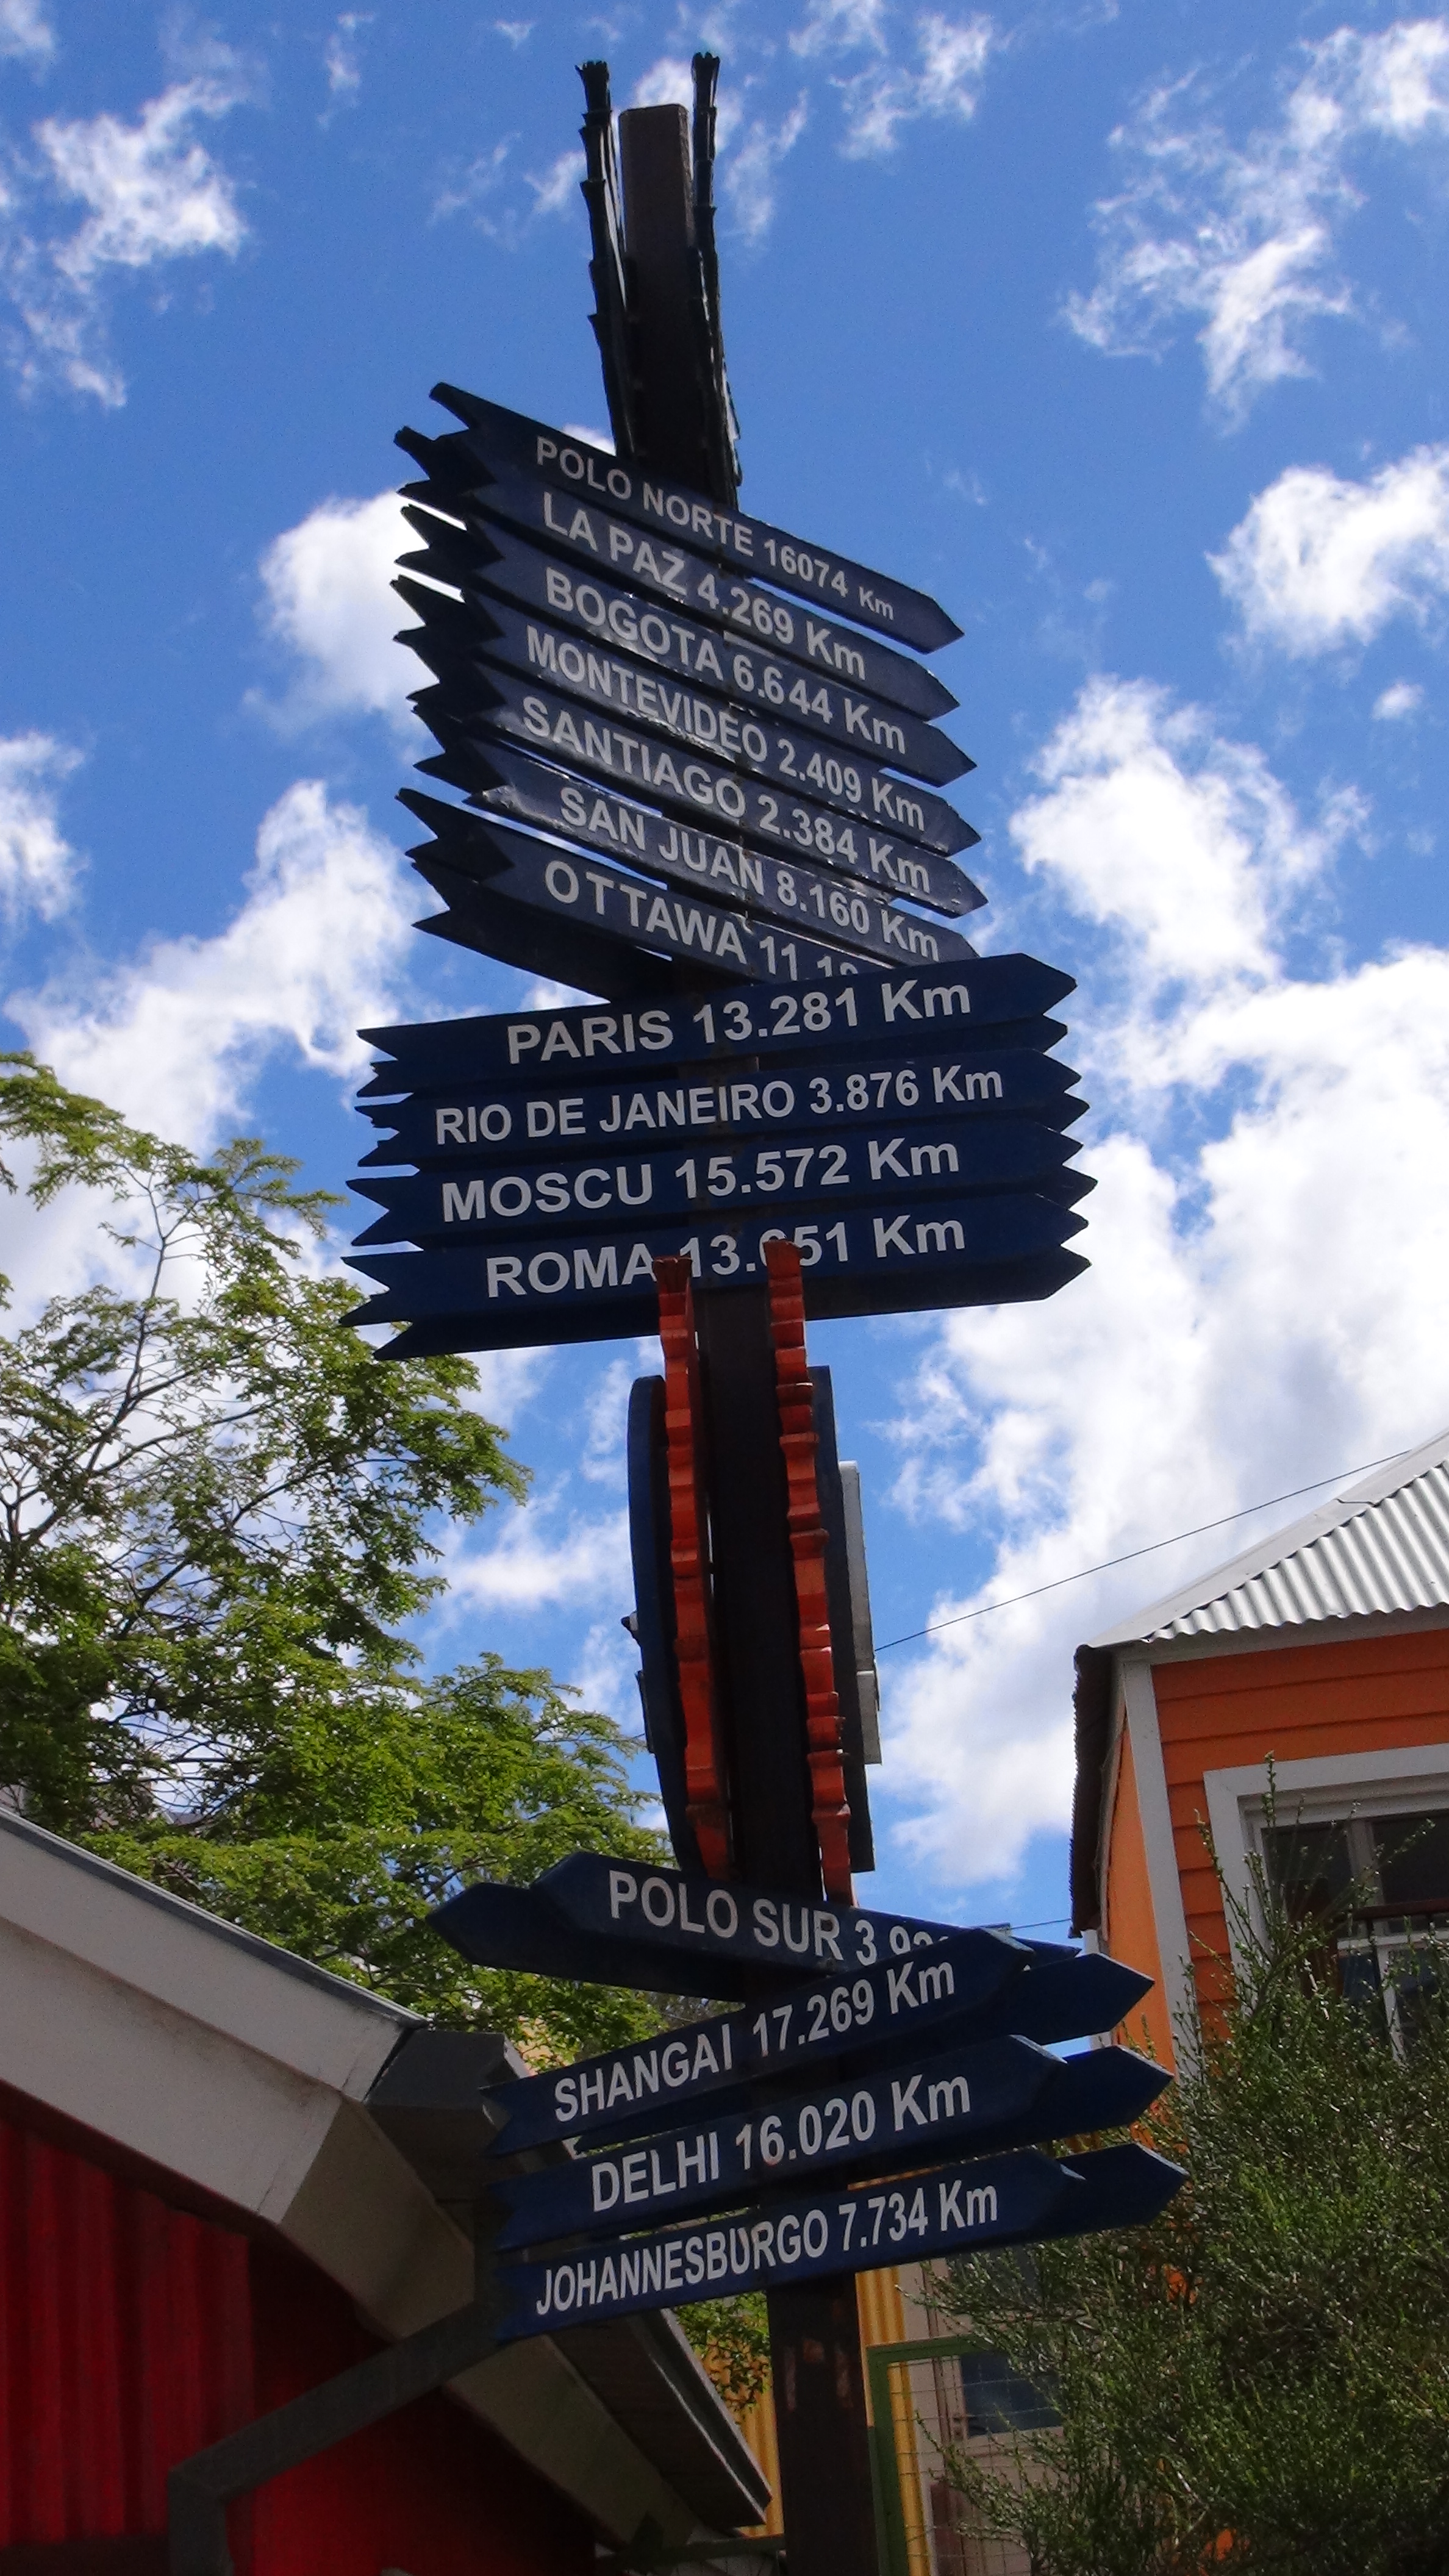 POLO NORTE 16074 Km
LA PAZ 4.269 Km
BOGOTA 6.644 Km
MONTEVIDEO 2.409 Km
SANTIAGO 2.384 Km
SAN JUAN 8.160 Km
OTTAWA
PARIS 13.281 Km
RIO DE JANEIRO 3.876 Km
MOSCU 15.572 Km
ROMA Km
POLO SUR
SHANGAI 17.269 Km
DELHI 16.020 Km
JOHANNESBURGO 7.734 Km